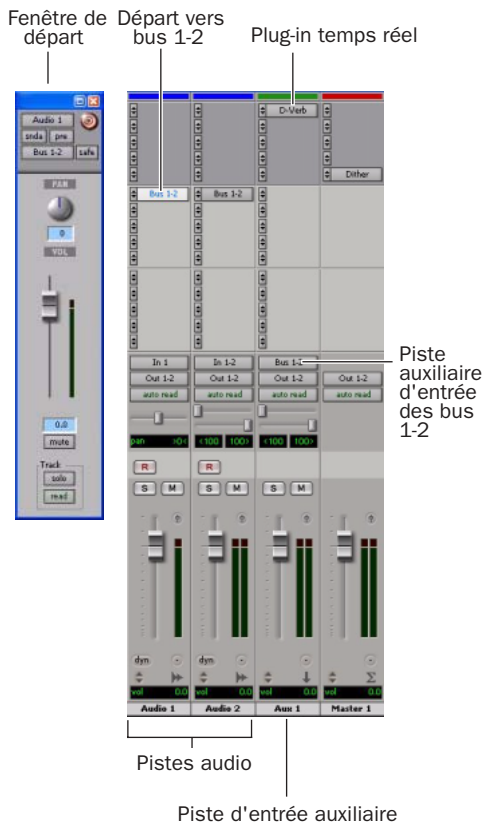 Fenêtre de départ
Départ vers bus 1-2
Plug-in temps réel
Audio 1
snda pre
Bus 1-2 safe
PAN
0
VOL
0.0
mute
Track
solo
read
D-Verb
Dither
Bus 1-2 Bus 1-2
In 1 In 1-2 Bus 1-2
Out 1-2 Out 1-2 Out 1-2 Out 1-2
auto read auto read auto read auto read
pan >0< <100 100> <100 100>
R R
S M S M S M
dyn dyn
vol 0.0 vol 0.0 vol 0.0 vol 0.0
Audio 1 Audio 2 Aux 1 Master 1
Piste
auxiliaire
d'entrée
des bus
1-2
Pistes audio
Piste d'entrée auxiliaire